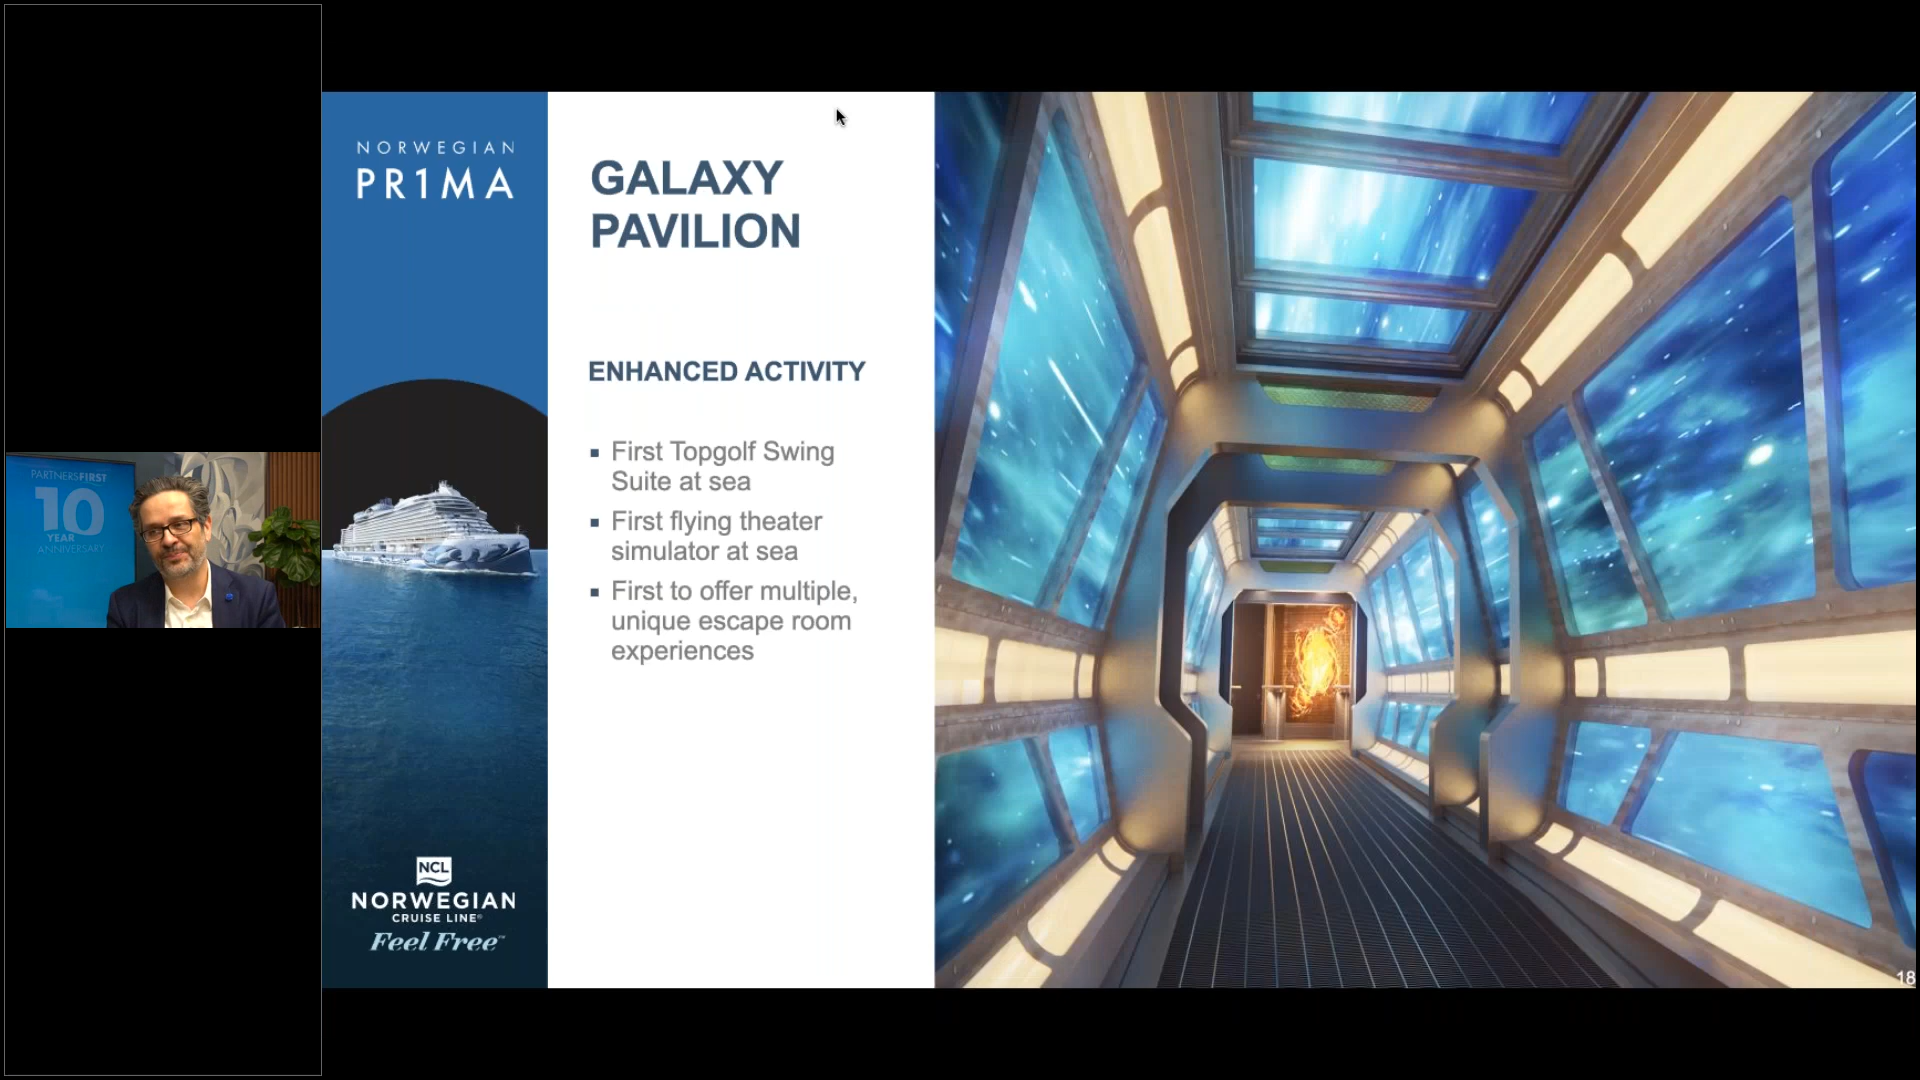 PARTNERSFIRST
10
YEAR
ANNIVERSARY
NORWEGIAN
PR1MA
NCL
NORWEGIAN
CRUISE LINE®
Feel Free™
GALAXY
PAVILION
ENHANCED ACTIVITY
▪ First Topgolf Swing
Suite at sea
▪ First flying theater
simulator at sea
▪ First to offer multiple,
unique escape room
experiences
18